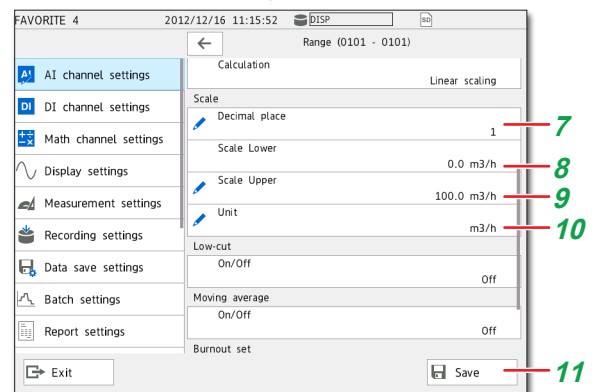 FAVORITE 4 2012/12/16 11:15:52 DISP SD
Range (0101 - 0101)
AI AI channel settings
DI DI channel settings
Math channel settings
Display settings
Measurement settings
Recording settings
Data save settings
Batch settings
Report settings
Calculation
Linear scaling
Scale
Decimal place
1
7
Scale Lower
0.0 m3/h
8
Scale Upper
100.0 m3/h
9
Unit
m3/h
10
Low-cut
On/Off
Off
Moving average
On/Off
Off
Burnout set
Exit
Save
11